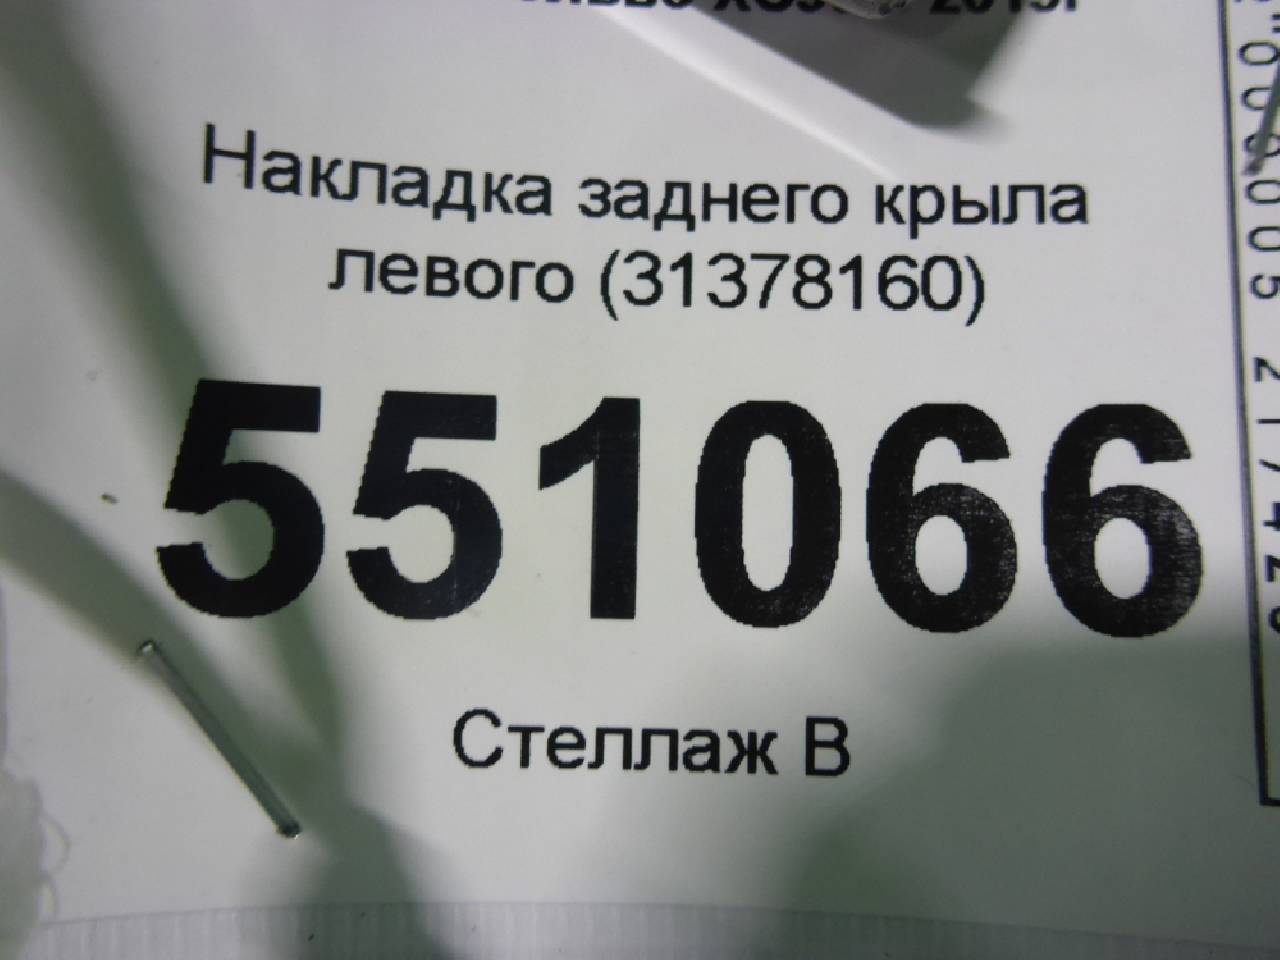 Накладка заднего крыла
левого (31378160)
551066
Стеллаж В